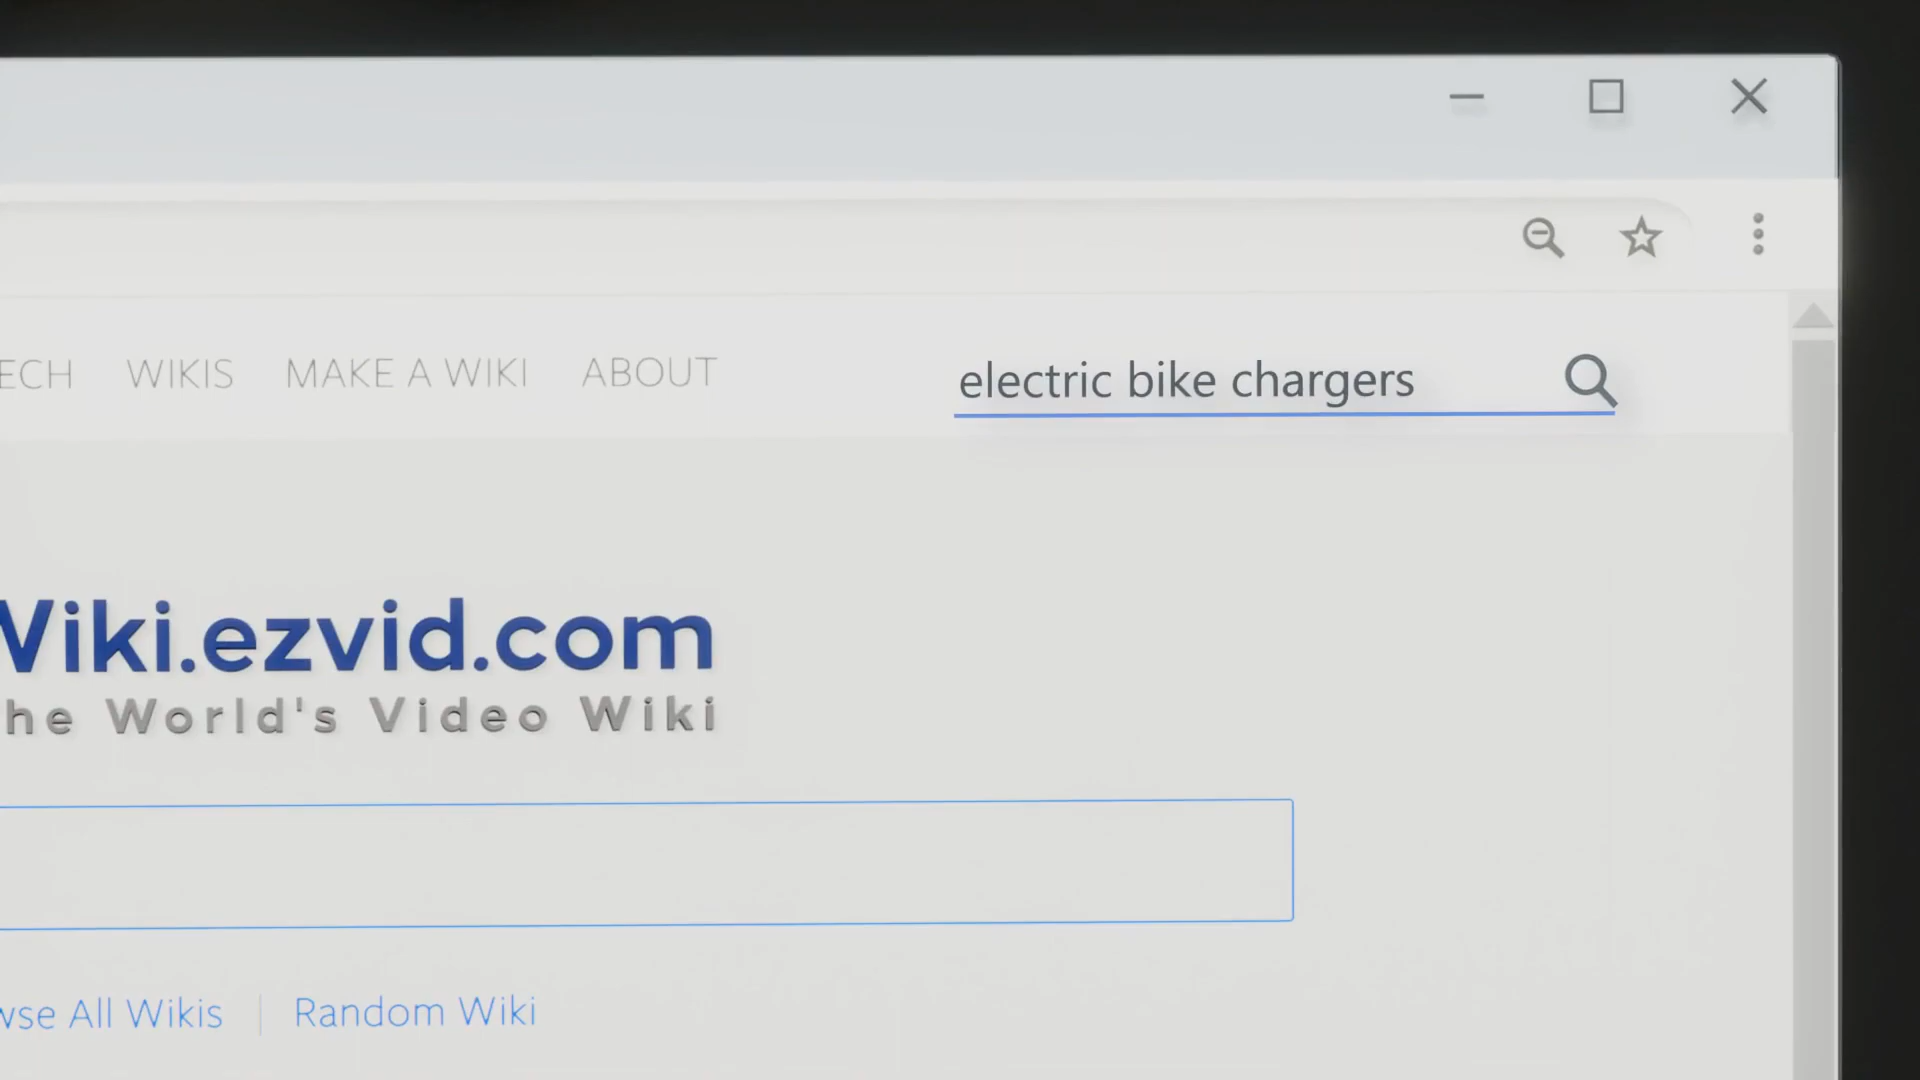 ECH WIKIS MAKE A WIKI ABOUT
electric bike chargers
Wiki.ezvid.com
he World's Video Wiki
wse All Wikis | Random Wiki